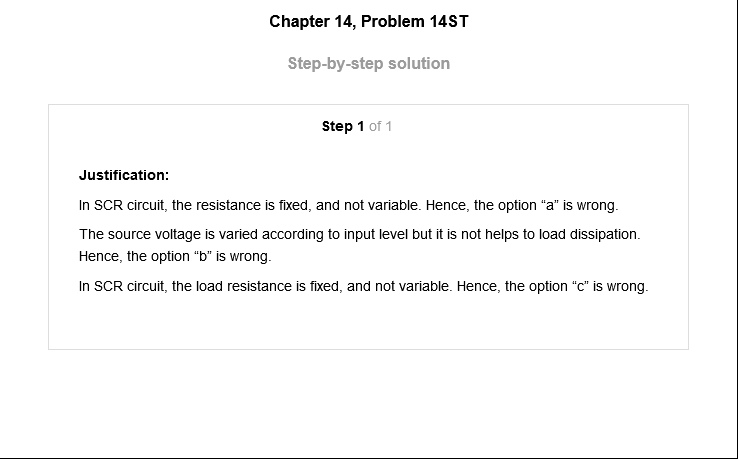 Chapter 14, Problem 14ST
Step-by-step solution
Step 1 of 1
Justification:
In SCR circuit, the resistance is fixed, and not variable. Hence, the option “a” is wrong.
The source voltage is varied according to input level but it is not helps to load dissipation.
Hence, the option “b” is wrong.
In SCR circuit, the load resistance is fixed, and not variable. Hence, the option “c” is wrong.